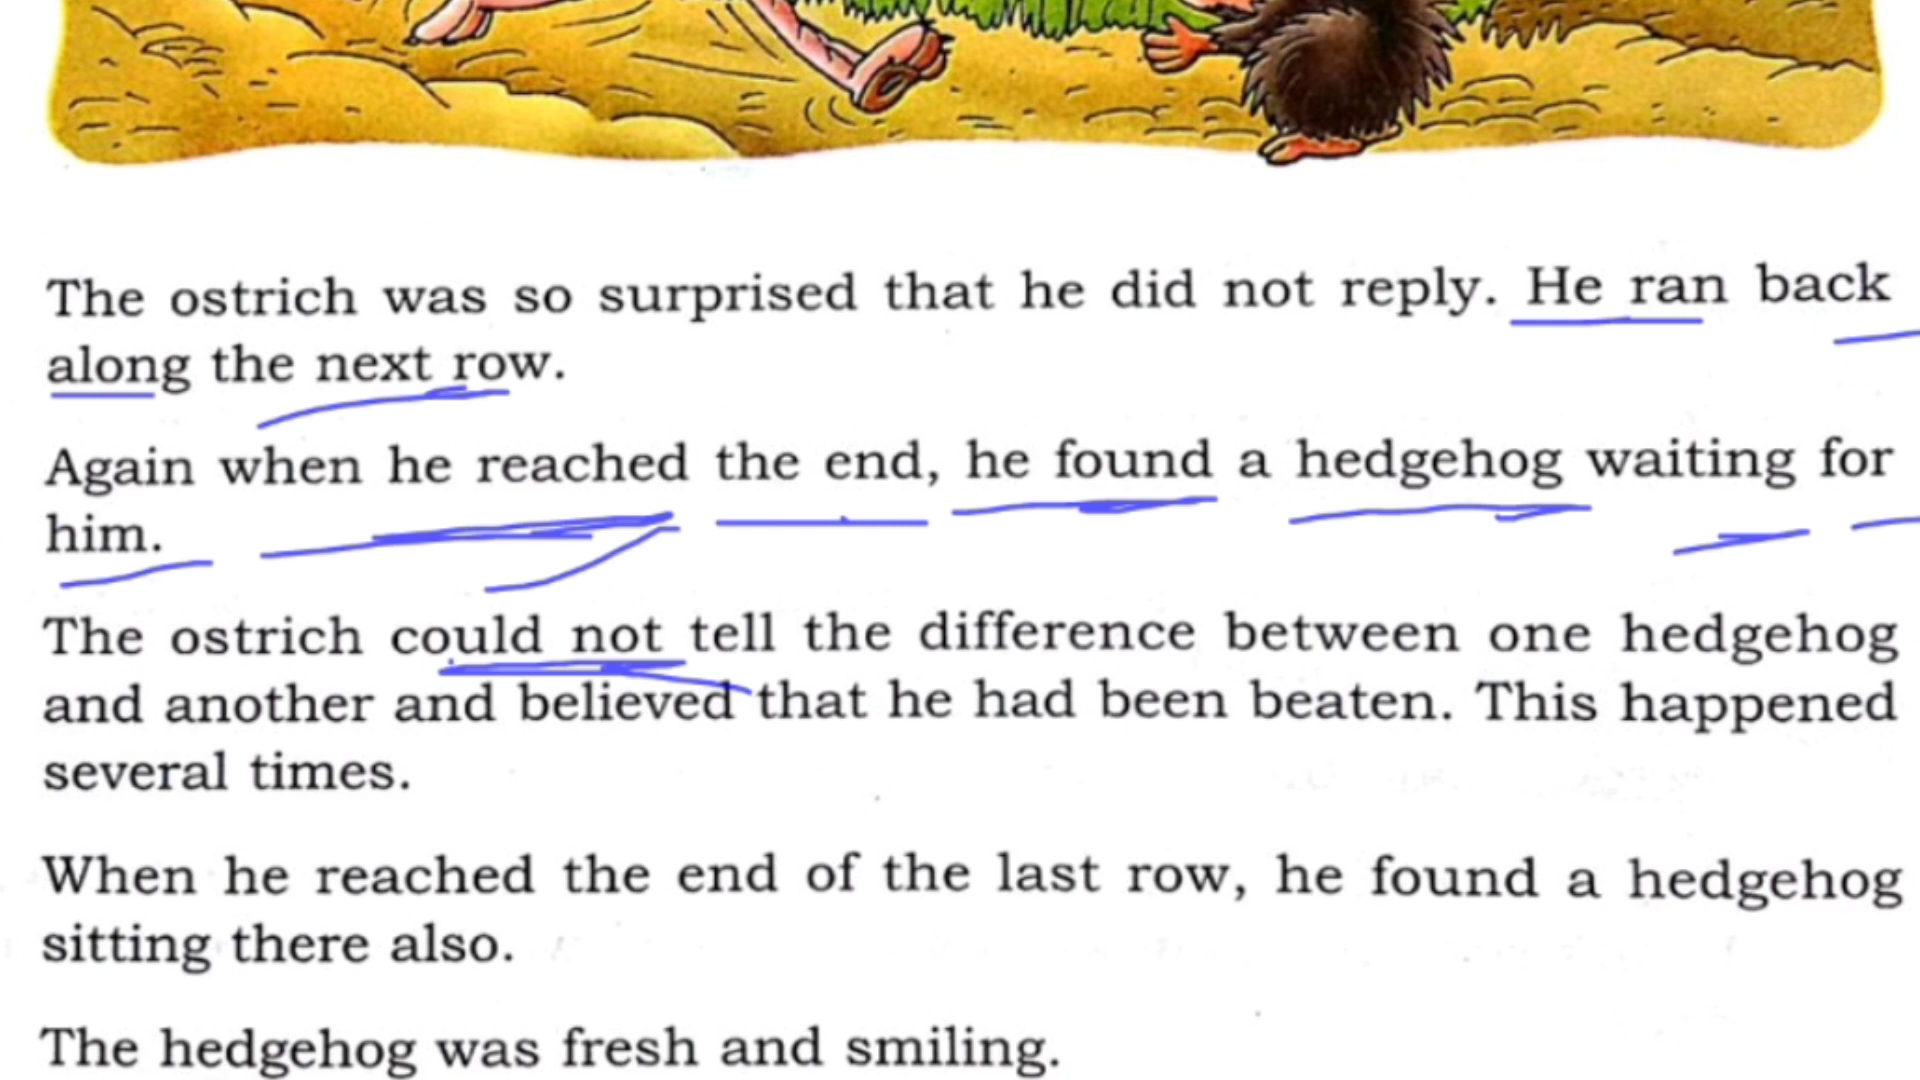 The ostrich was so surprised that he did not reply. He ran back
along the next row.
Again when he reached the end, he found a hedgehog waiting for
him.
The ostrich could not tell the difference between one hedgehog
and another and believed that he had been beaten. This happened
several times.
When he reached the end of the last row, he found a hedgehog
sitting there also.
The hedgehog was fresh and smiling.